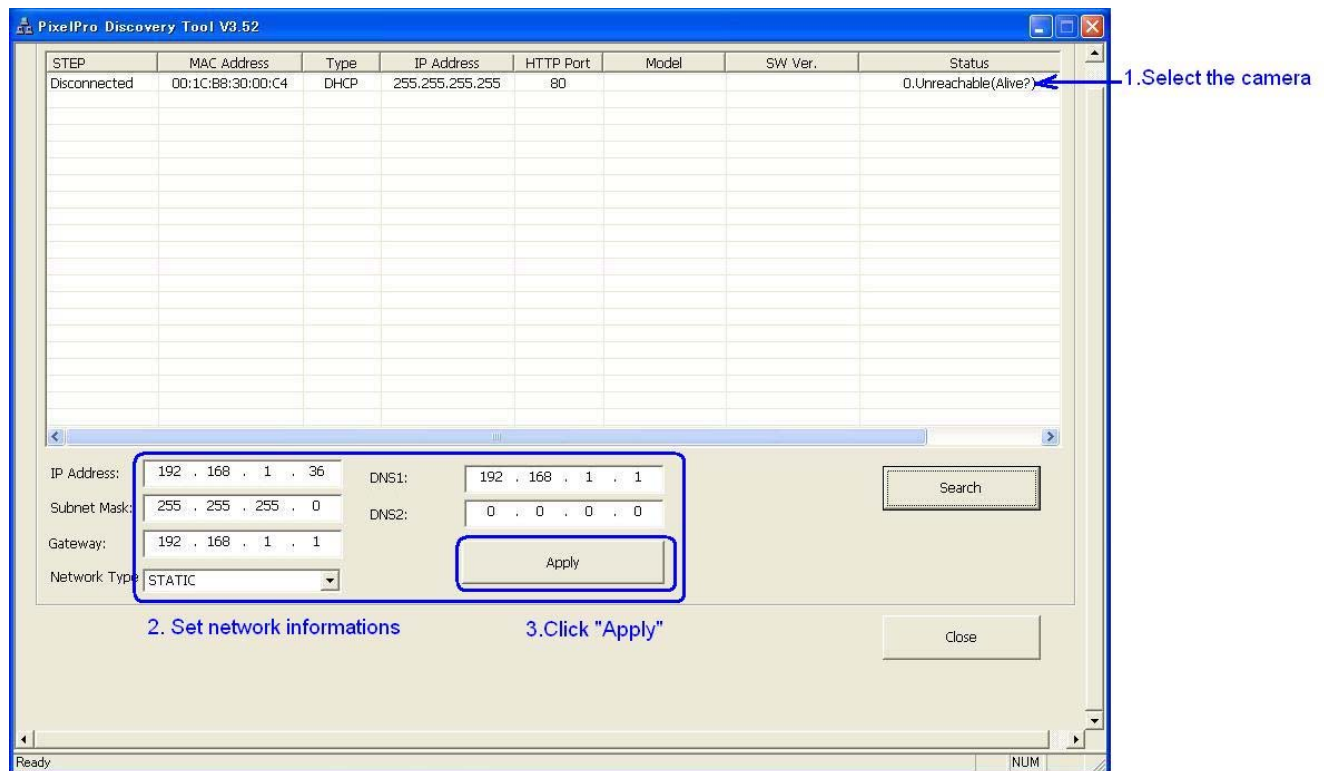 PixelPro Discovery Tool V3.52
STEP MAC Address Type IP Address HTTP Port Model SW Ver. Status
Disconnected 00:1C:B8:30:00:C4 DHCP 255.255.255.255 80 0.Unreachable(Alive?)
1.Select the camera
IP Address: 192 . 168 . 1 . 36 DNS1: 192 . 168 . 1 . 1
Search
Subnet Mask: 255 . 255 . 255 . 0 DNS2: 0 . 0 . 0 . 0
Gateway: 192 . 168 . 1 . 1
Apply
Network Type STATIC
2. Set network informations 3.Click "Apply"
Close
Ready NUM